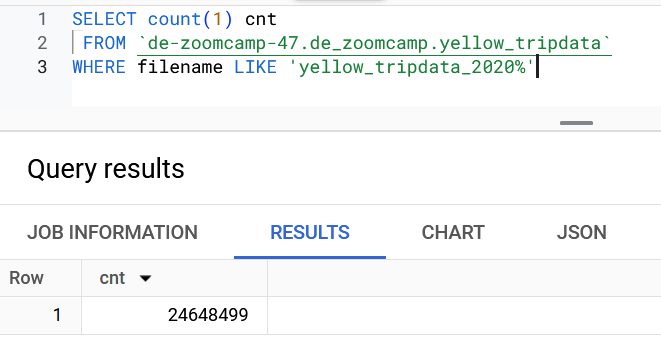 1 SELECT count(1) cnt
2 FROM `de-zoomcamp-47.de_zoomcamp.yellow_tripdata`
3 WHERE filename LIKE 'yellow_tripdata_2020%'
Query results
JOB INFORMATION RESULTS CHART JSON
Row cnt
1 24648499